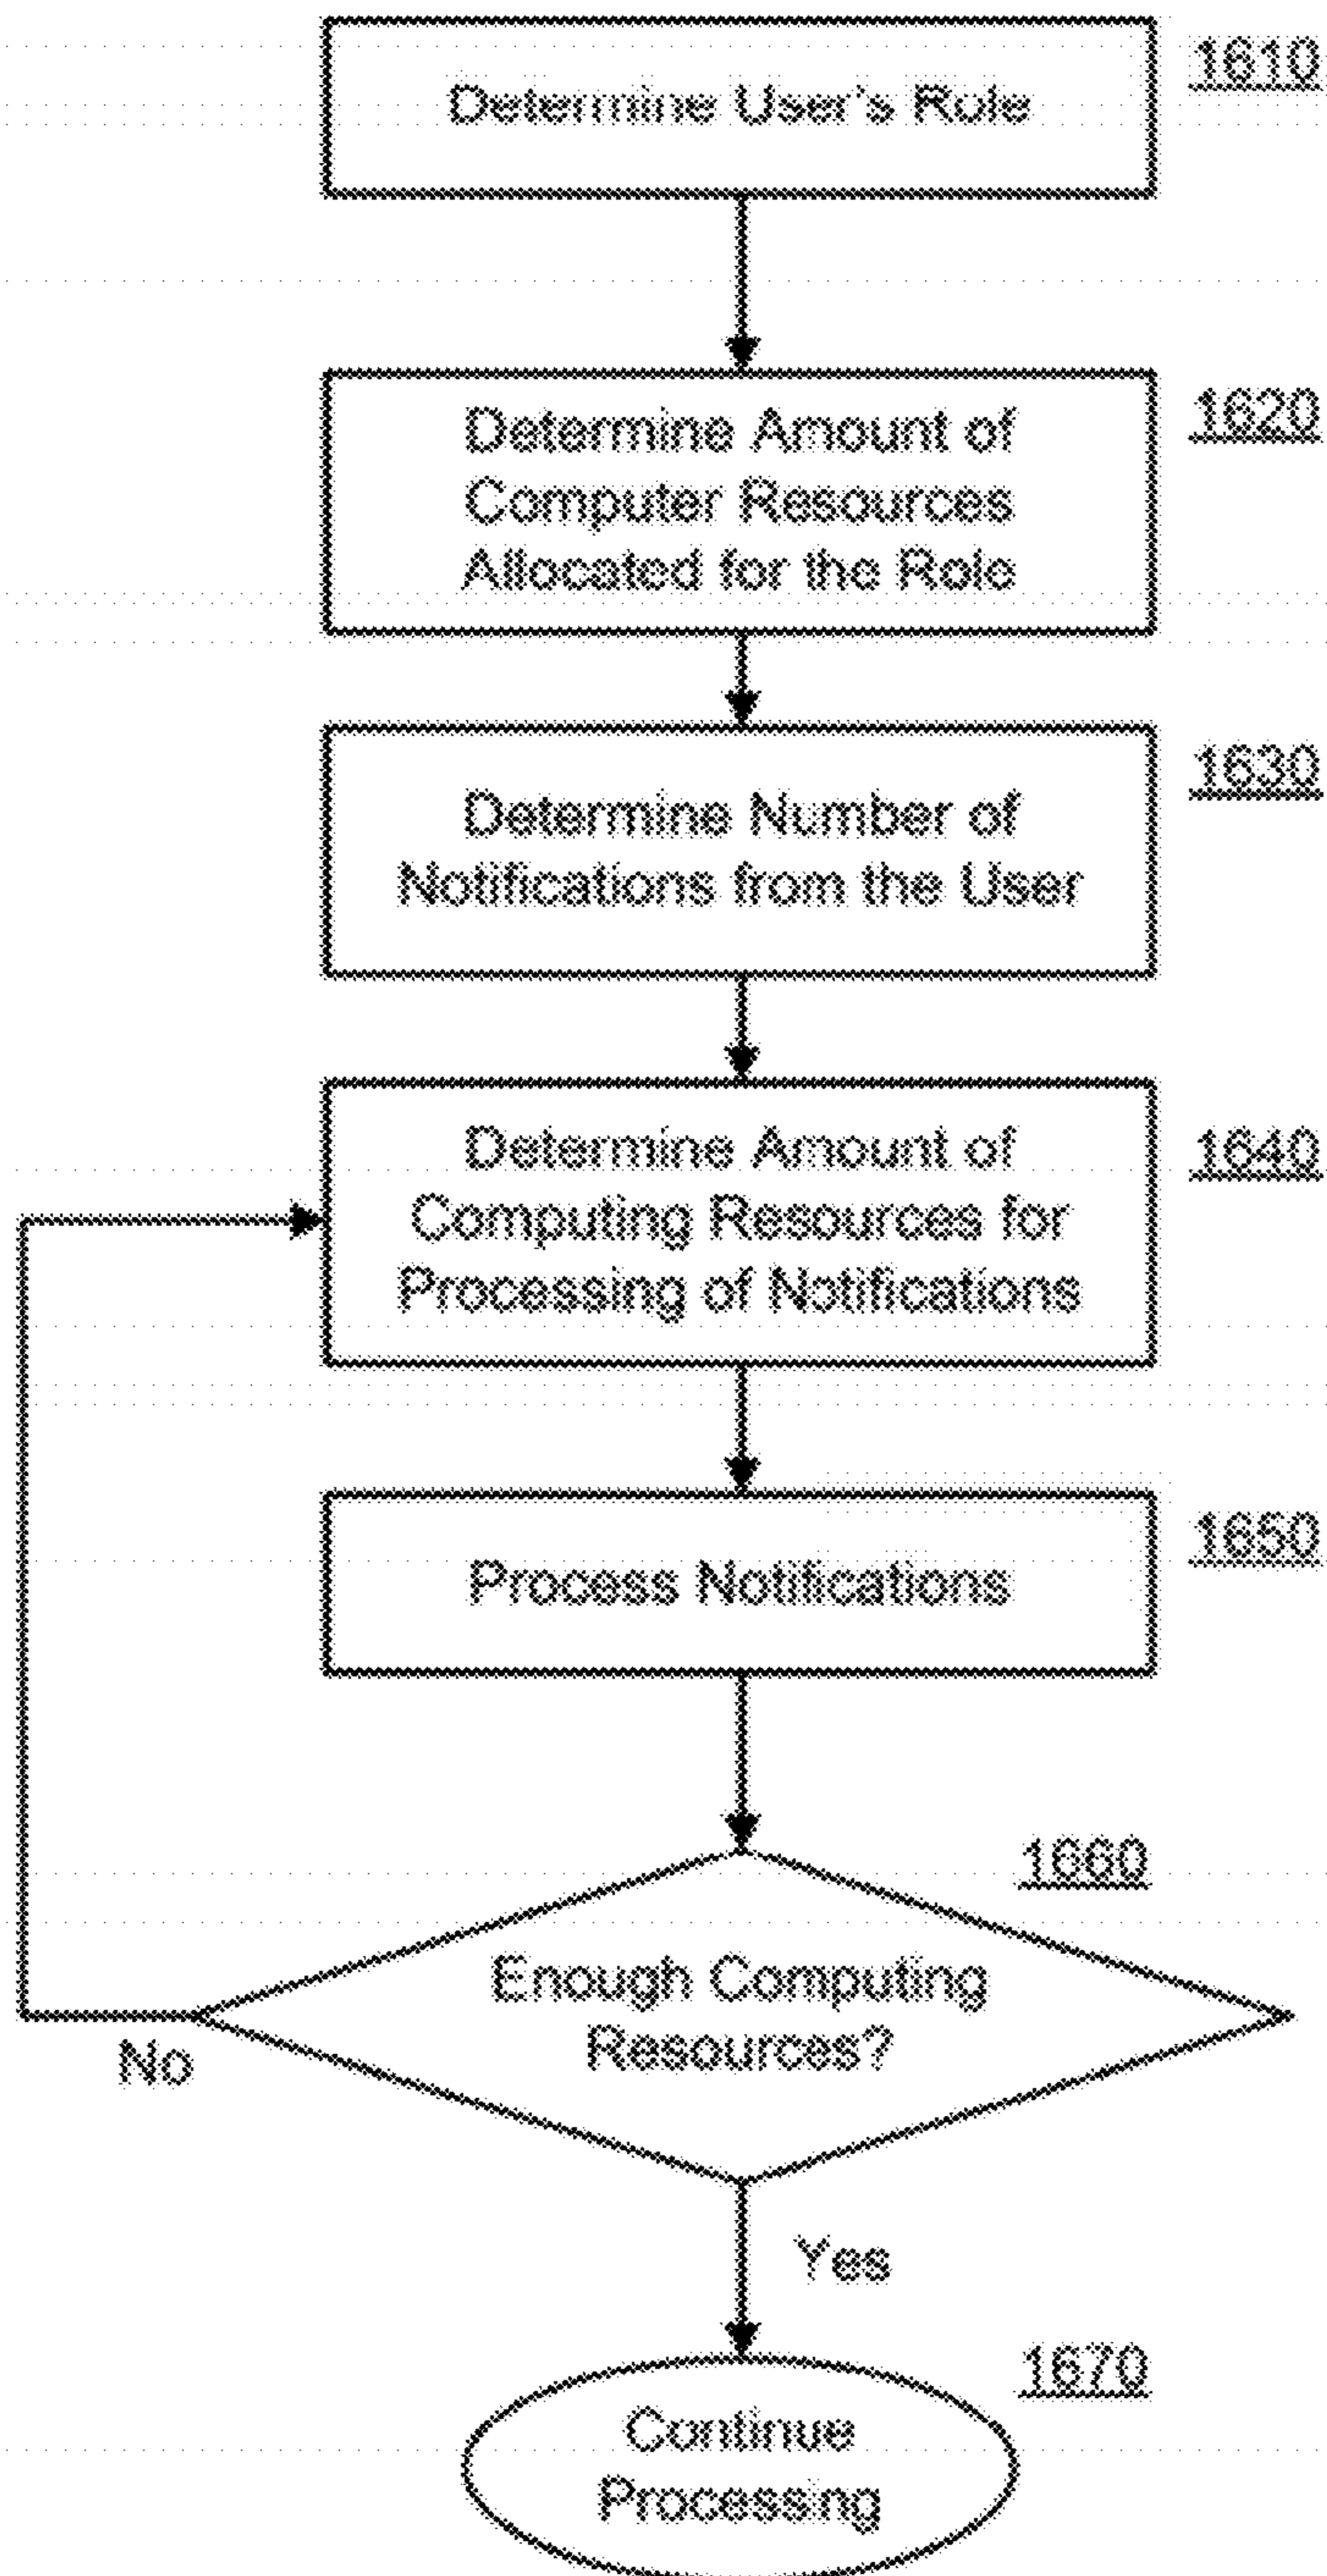 Determine User's Role
1610
Determine Amount of
Computer Resources
Allocated for the Role
1620
Determine Number of
Notifications from the User
1630
Determine Amount of
Computing Resources for
Processing of Notifications
1640
Process Notifications
1650
1660
Enough Computing
Resources?
No
Yes
1670
Continue
Processing